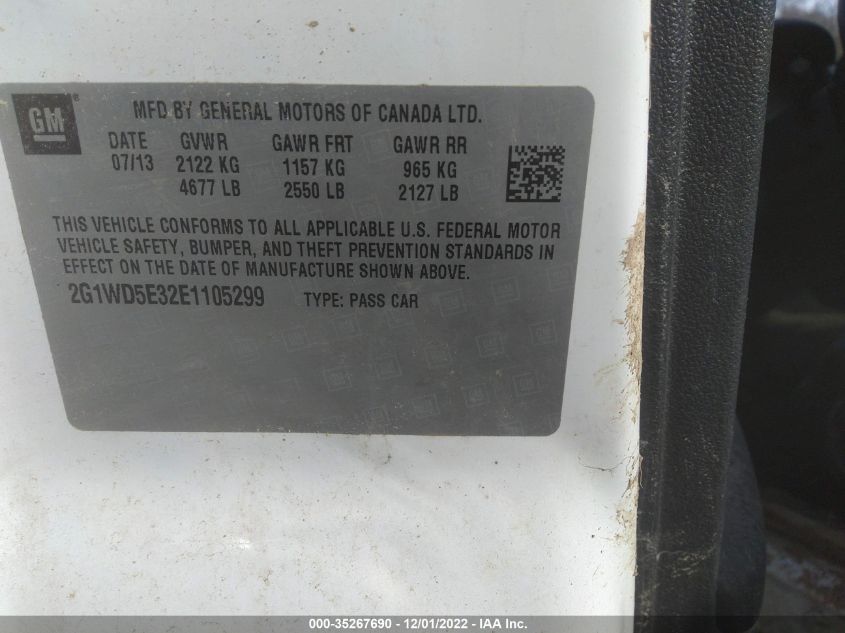 GM
MFD BY GENERAL MOTORS OF CANADA LTD.
DATE GVWR GAWR FRT GAWR RR
07/13 2122 KG 1157 KG 965 KG
4677 LB 2550 LB 2127 LB
THIS VEHICLE CONFORMS TO ALL APPLICABLE U.S. FEDERAL MOTOR
VEHICLE SAFETY, BUMPER, AND THEFT PREVENTION STANDARDS IN
EFFECT ON THE DATE OF MANUFACTURE SHOWN ABOVE.
2G1WD5E32E1105299 TYPE: PASS CAR
000-35267690 - 12/01/2022 - IAA Inc.